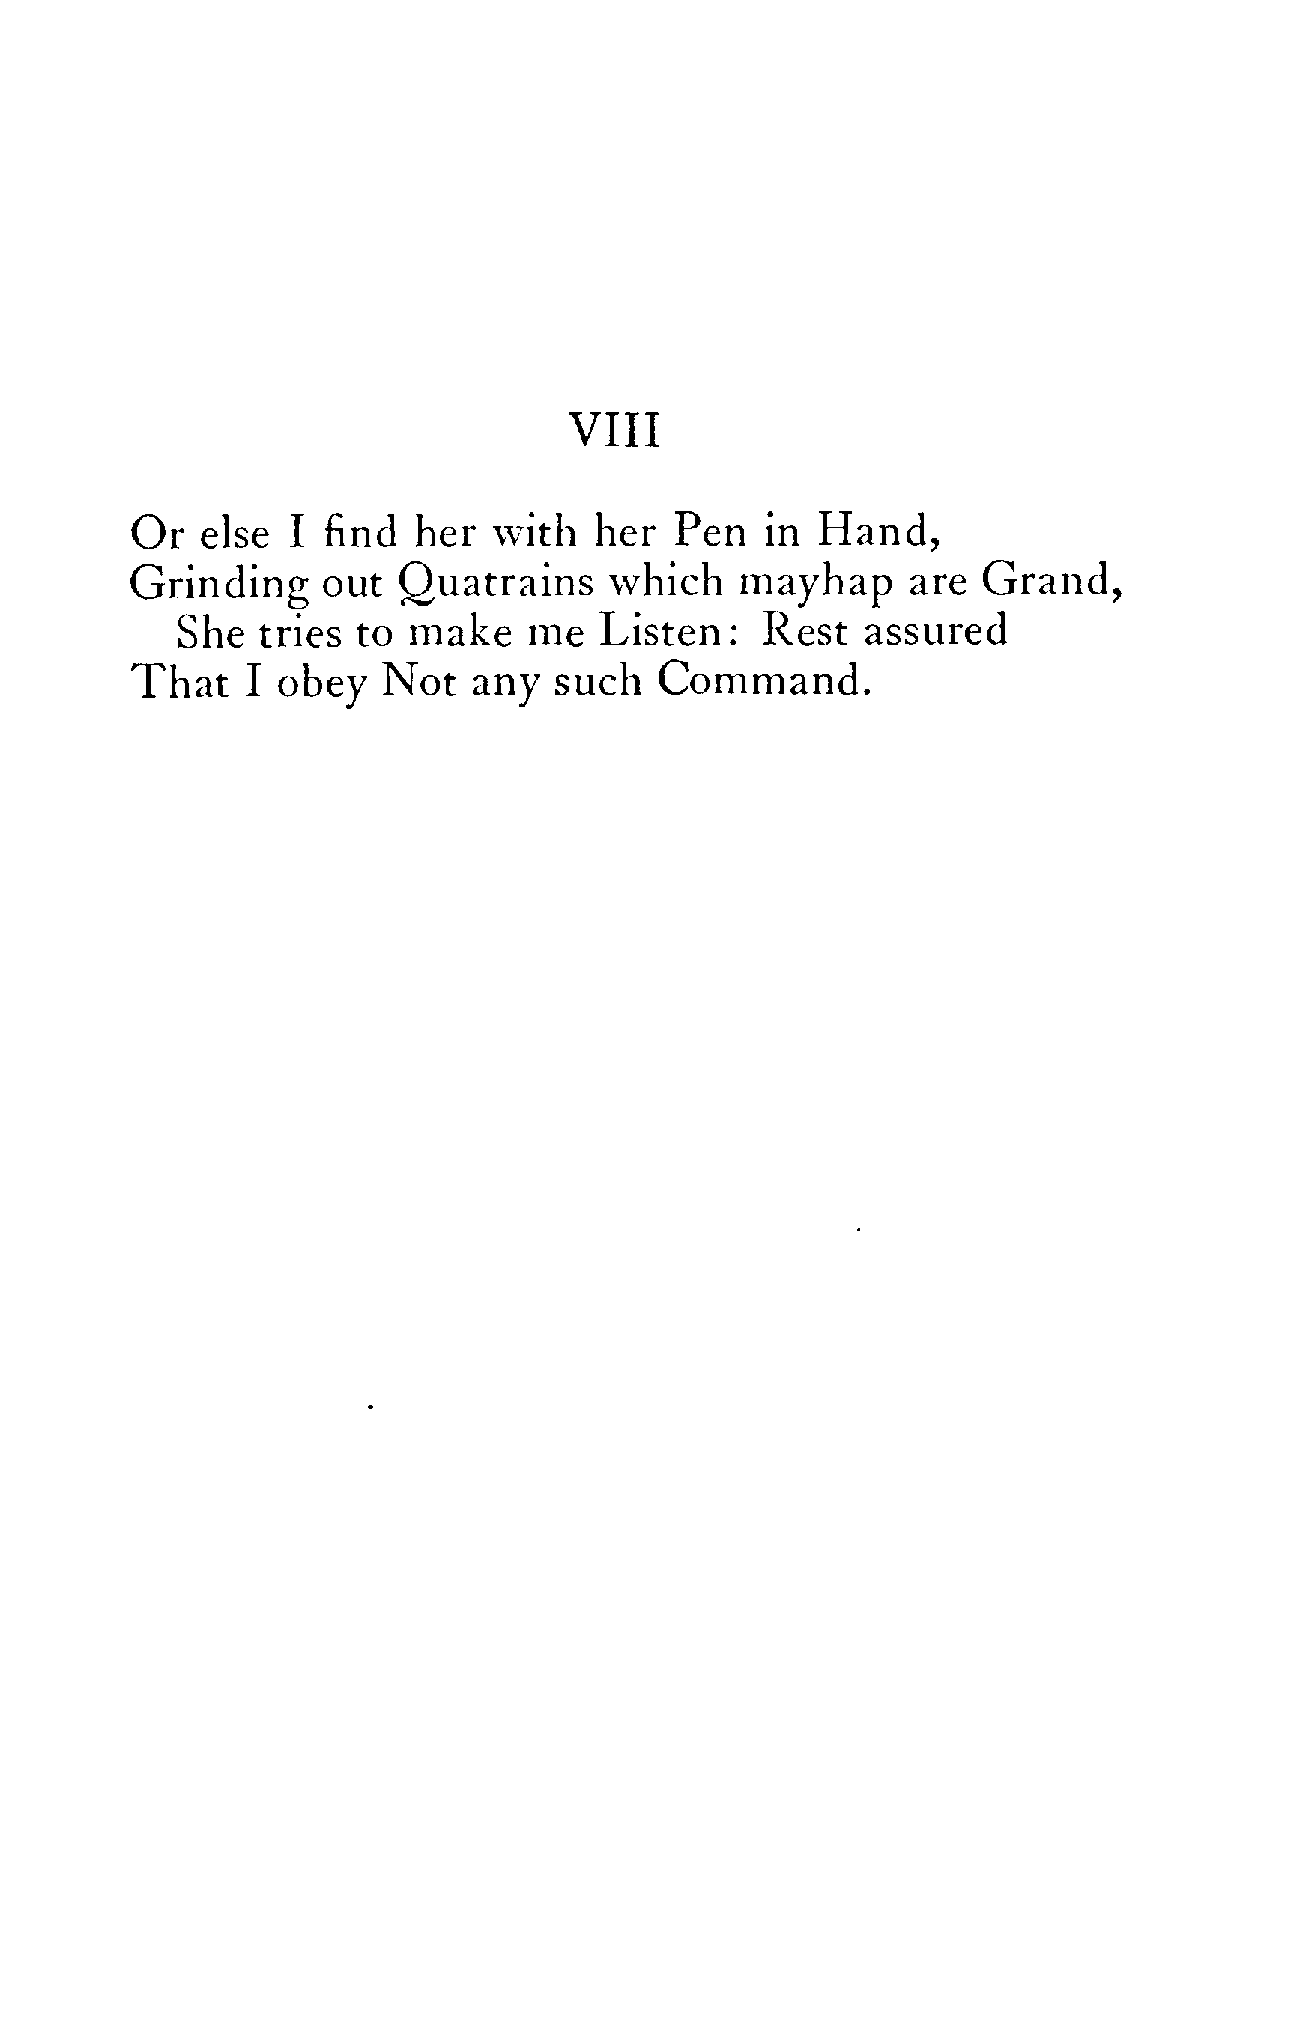 VIII
Or else I find her with her Pen in Hand,
Grinding out Quatrains which mayhap are Grand,
She tries to make me Listen: Rest assured
That I obey Not any such Command.